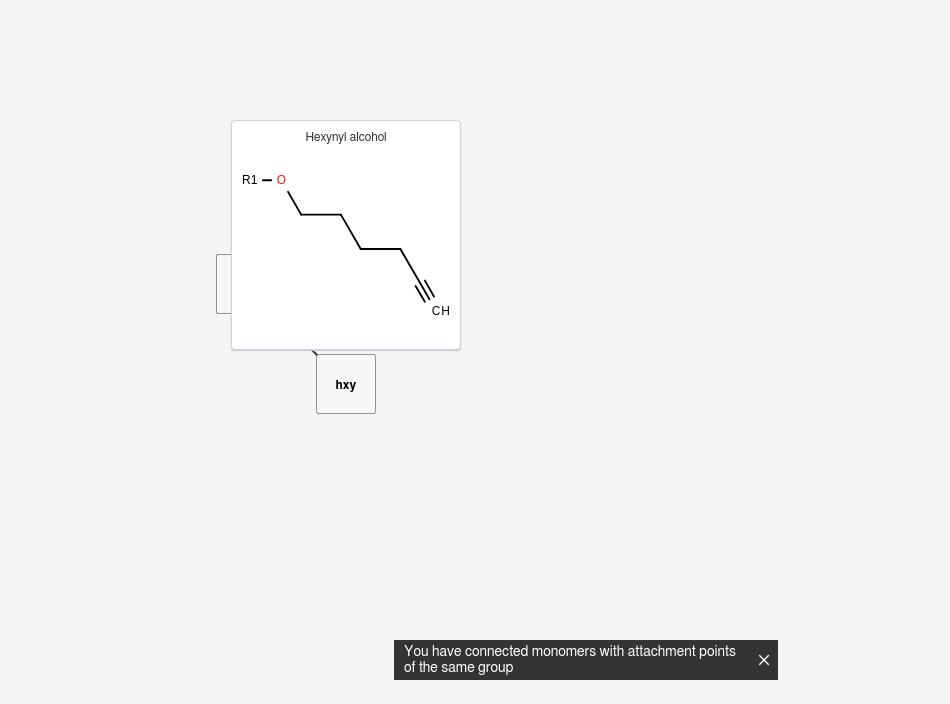 Hexynyl alcohol
R1
O
CH
hxy
You have connected monomers with attachment points
of the same group